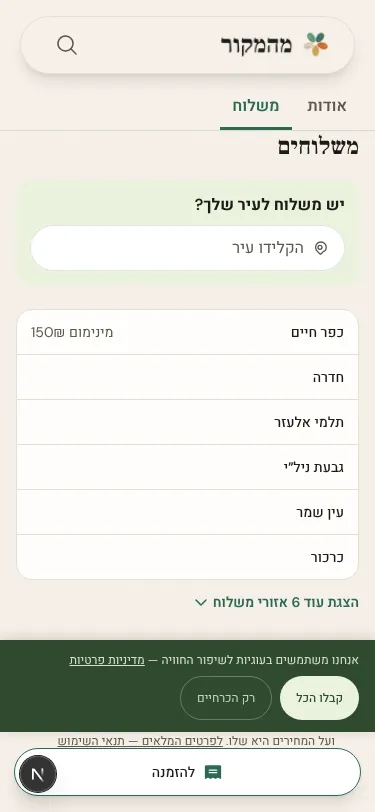 מהמקור
אודות
משלוח
משלוחים
יש משלוח לעיר שלך?
הקלידו עיר
כפר חיים
מינימום 150₪
חדרה
תלמי אלעזר
גבעת ניל״י
עין שמר
כרכור
הצגת עוד 6 אזורי משלוח
אנחנו משתמשים בעוגיות לשיפור החוויה — מדיניות פרטיות
קבלו הכל
רק הכרחיים
ועל המחירים היא שלו. לפרטים המלאים — תנאי השימוש
להזמנה
N